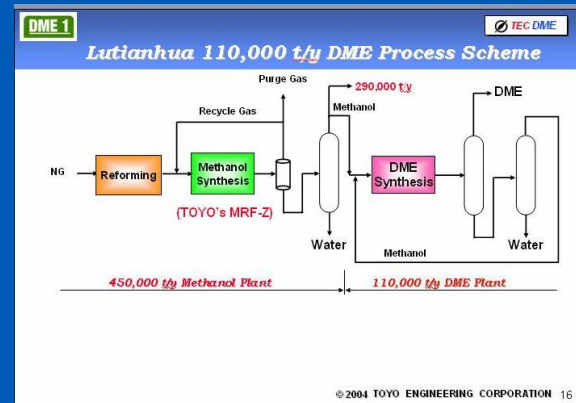 DME 1
TEC DME
Lutianhua 110,000 t/y DME Process Scheme
Purge Gas
290,000 t/y
DME
Recycle Gas
Methanol
NG
Reforming
Methanol
Synthesis
DME
Synthesis
(TOYO's MRF-Z)
Water
Water
Methanol
450,000 t/y Methanol Plant
110,000 t/y DME Plant
©2004 TOYO ENGINEERING CORPORATION 16